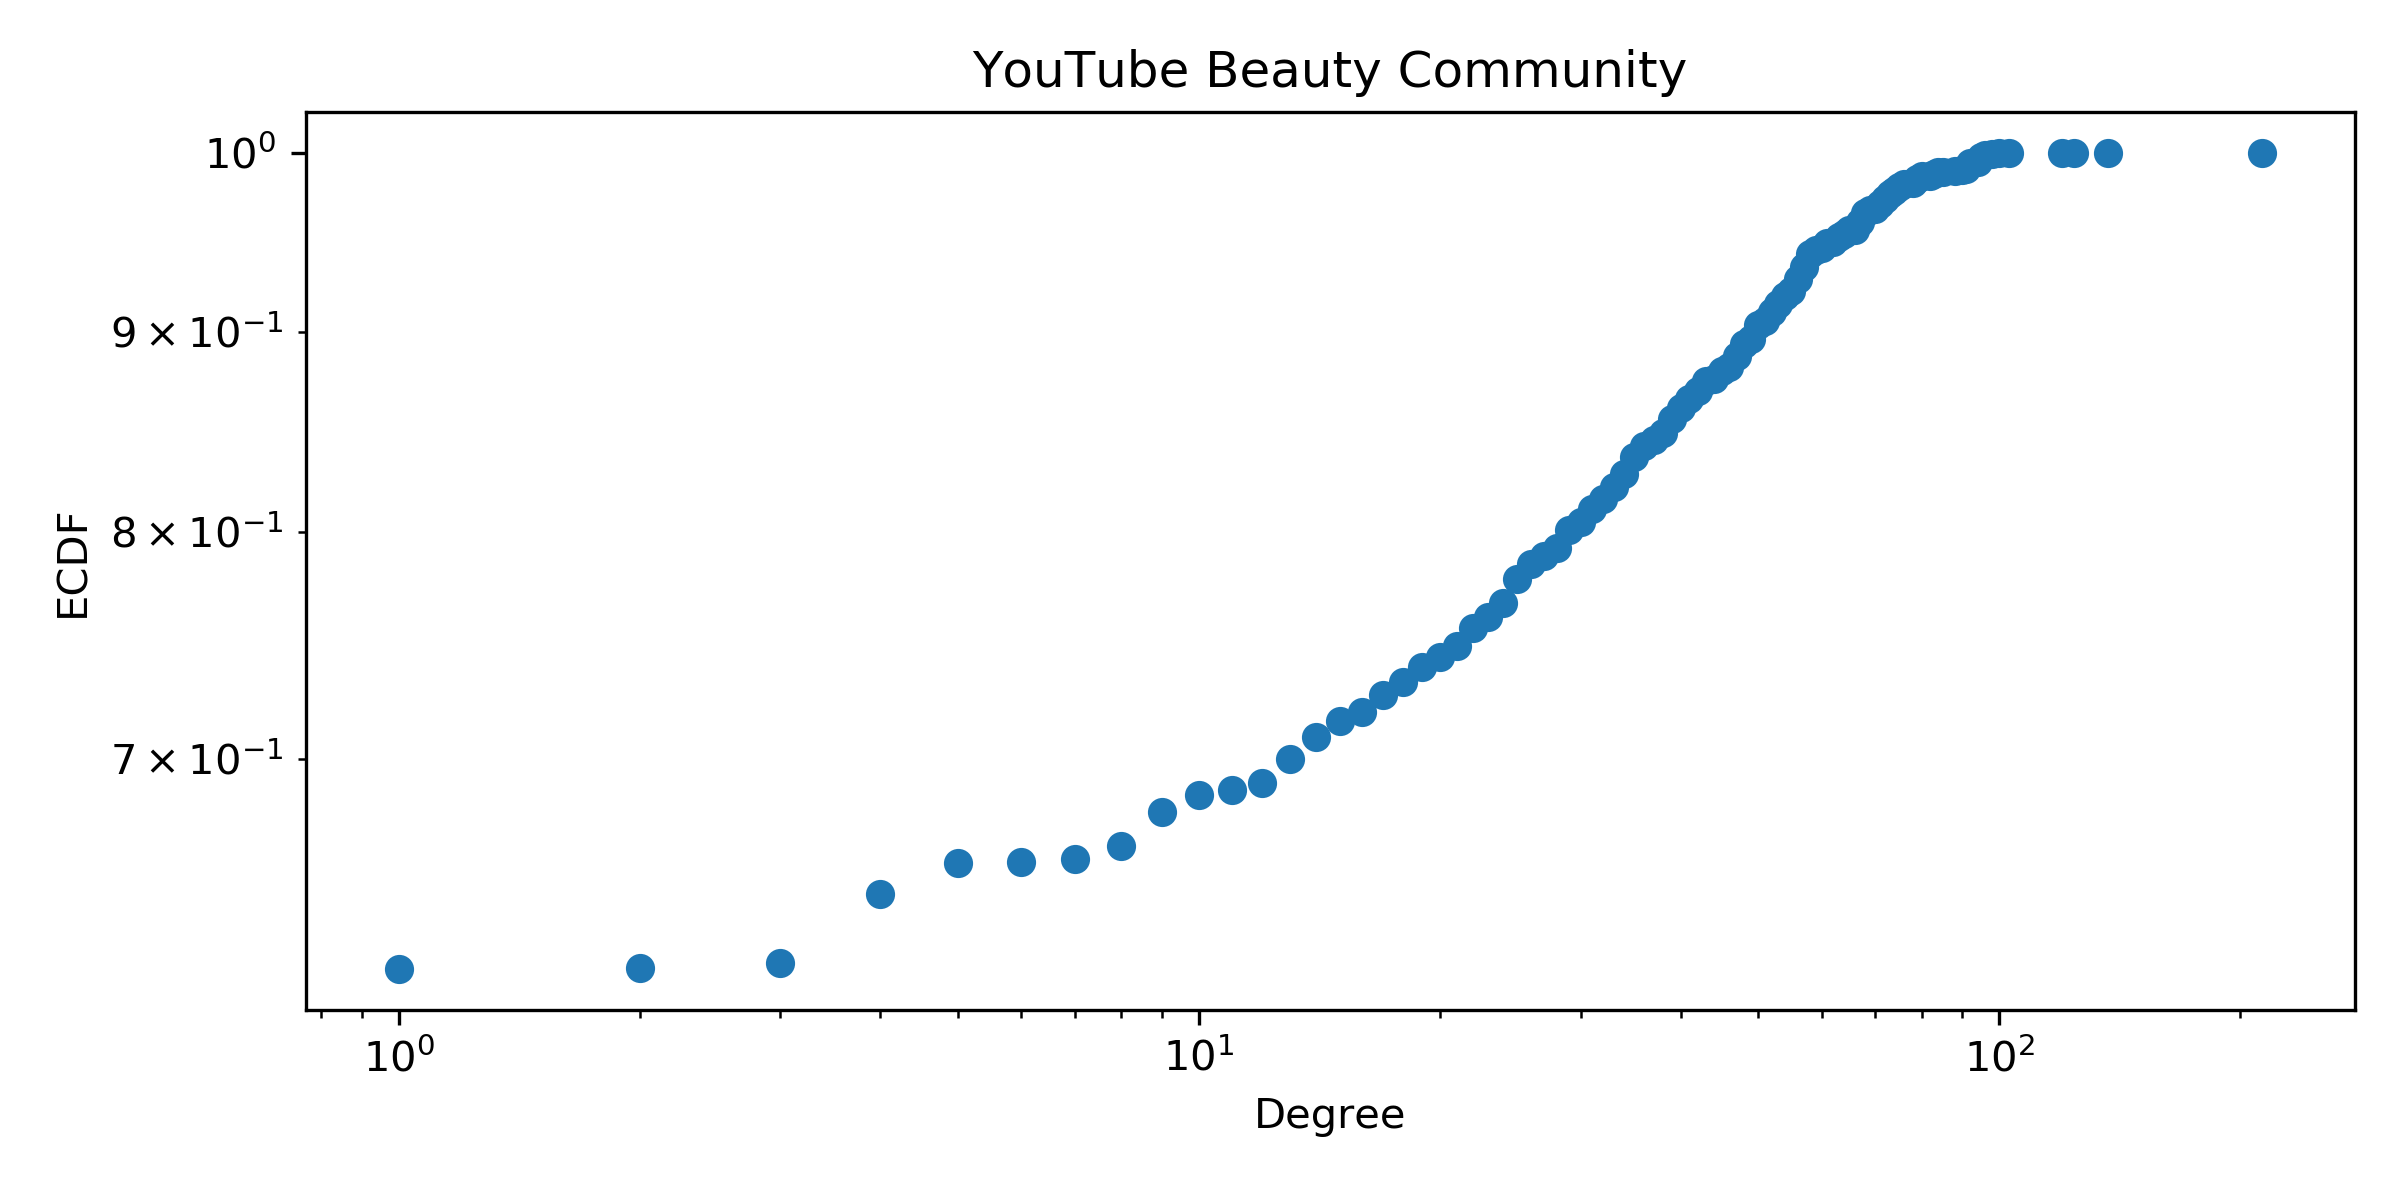 YouTube Beauty Community
10⁰
9 × 10⁻¹
8 × 10⁻¹
7 × 10⁻¹
ECDF
10⁰ 10¹ 10²
Degree